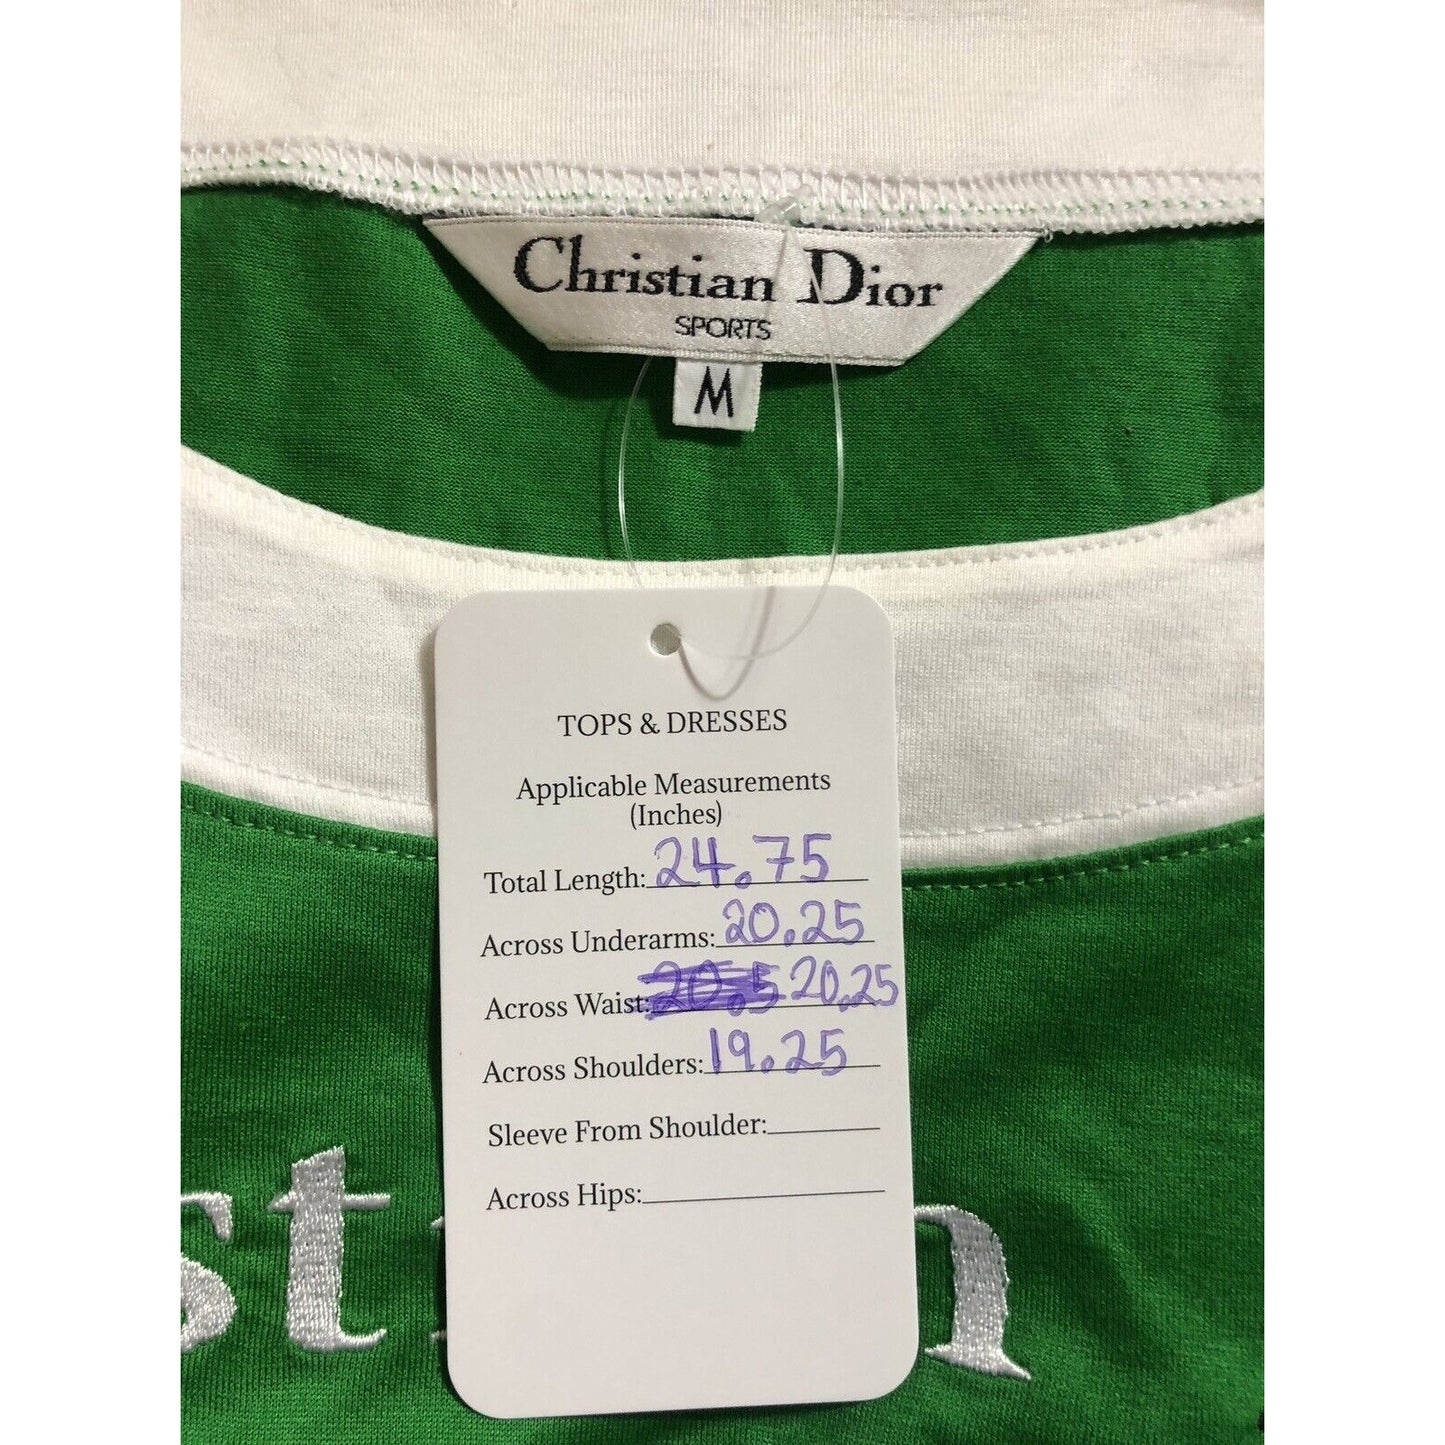 Christian Dior
SPORTS
M
TOPS & DRESSES
Applicable Measurements
(Inches)
Total Length: 24.75
Across Underarms: 20.25
Across Waist: 20.5 20.25
Across Shoulders: 19.25
Sleeve From Shoulder:
Across Hips:
st n